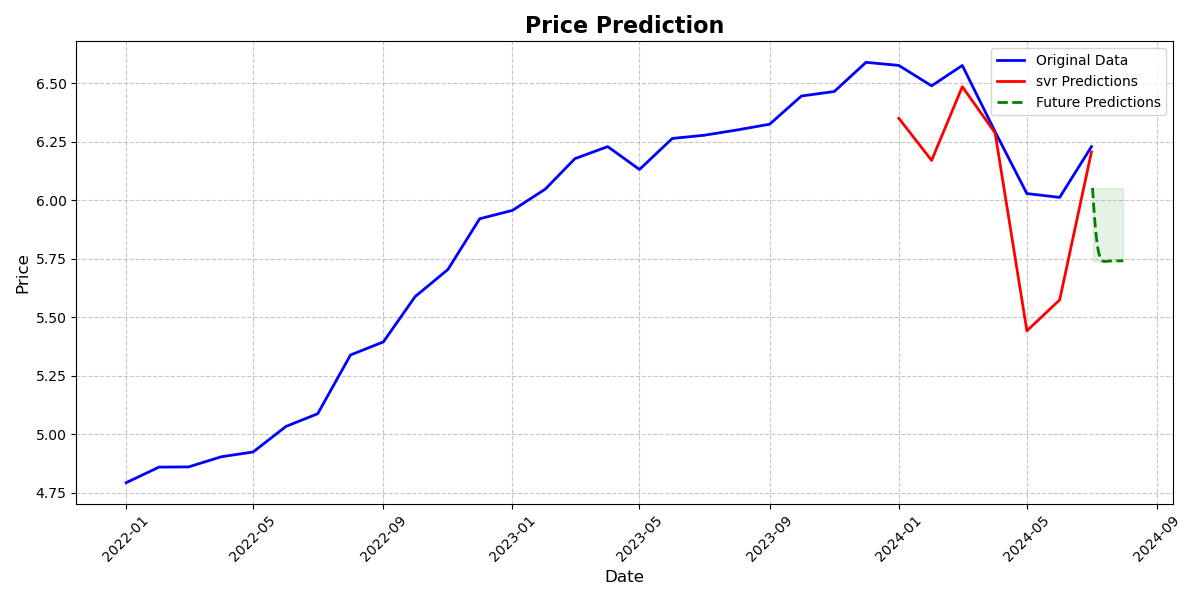 Price Prediction
Original Data
svr Predictions
Future Predictions
Price
6.50
6.25
6.00
5.75
5.50
5.25
5.00
4.75
2022-01
2022-05
2022-09
2023-01
2023-05
2023-09
2024-01
2024-05
2024-09
Date